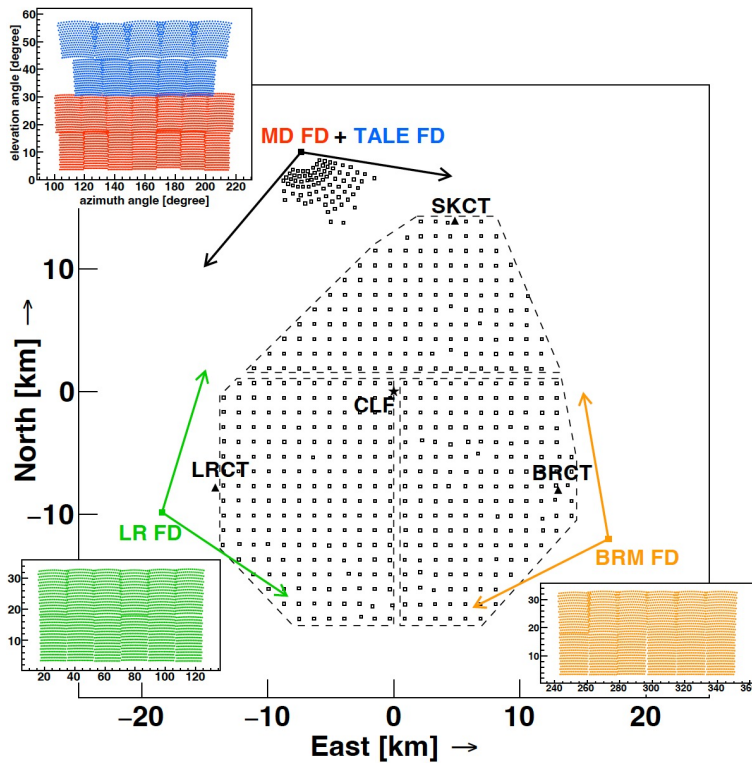 60
50
40
30
20
10
0
elevation angle [degree]
100 120 140 160 180 200 220
azimuth angle [degree]
MD FD + TALE FD
SKCT
10
0
−10
North [km] →
CLF
LRCT
BRCT
LR FD
BRM FD
30
20
10
20 40 60 80 100 120
30
20
10
240 260 280 300 320 340
−20 −10 0 10 20
East [km] →